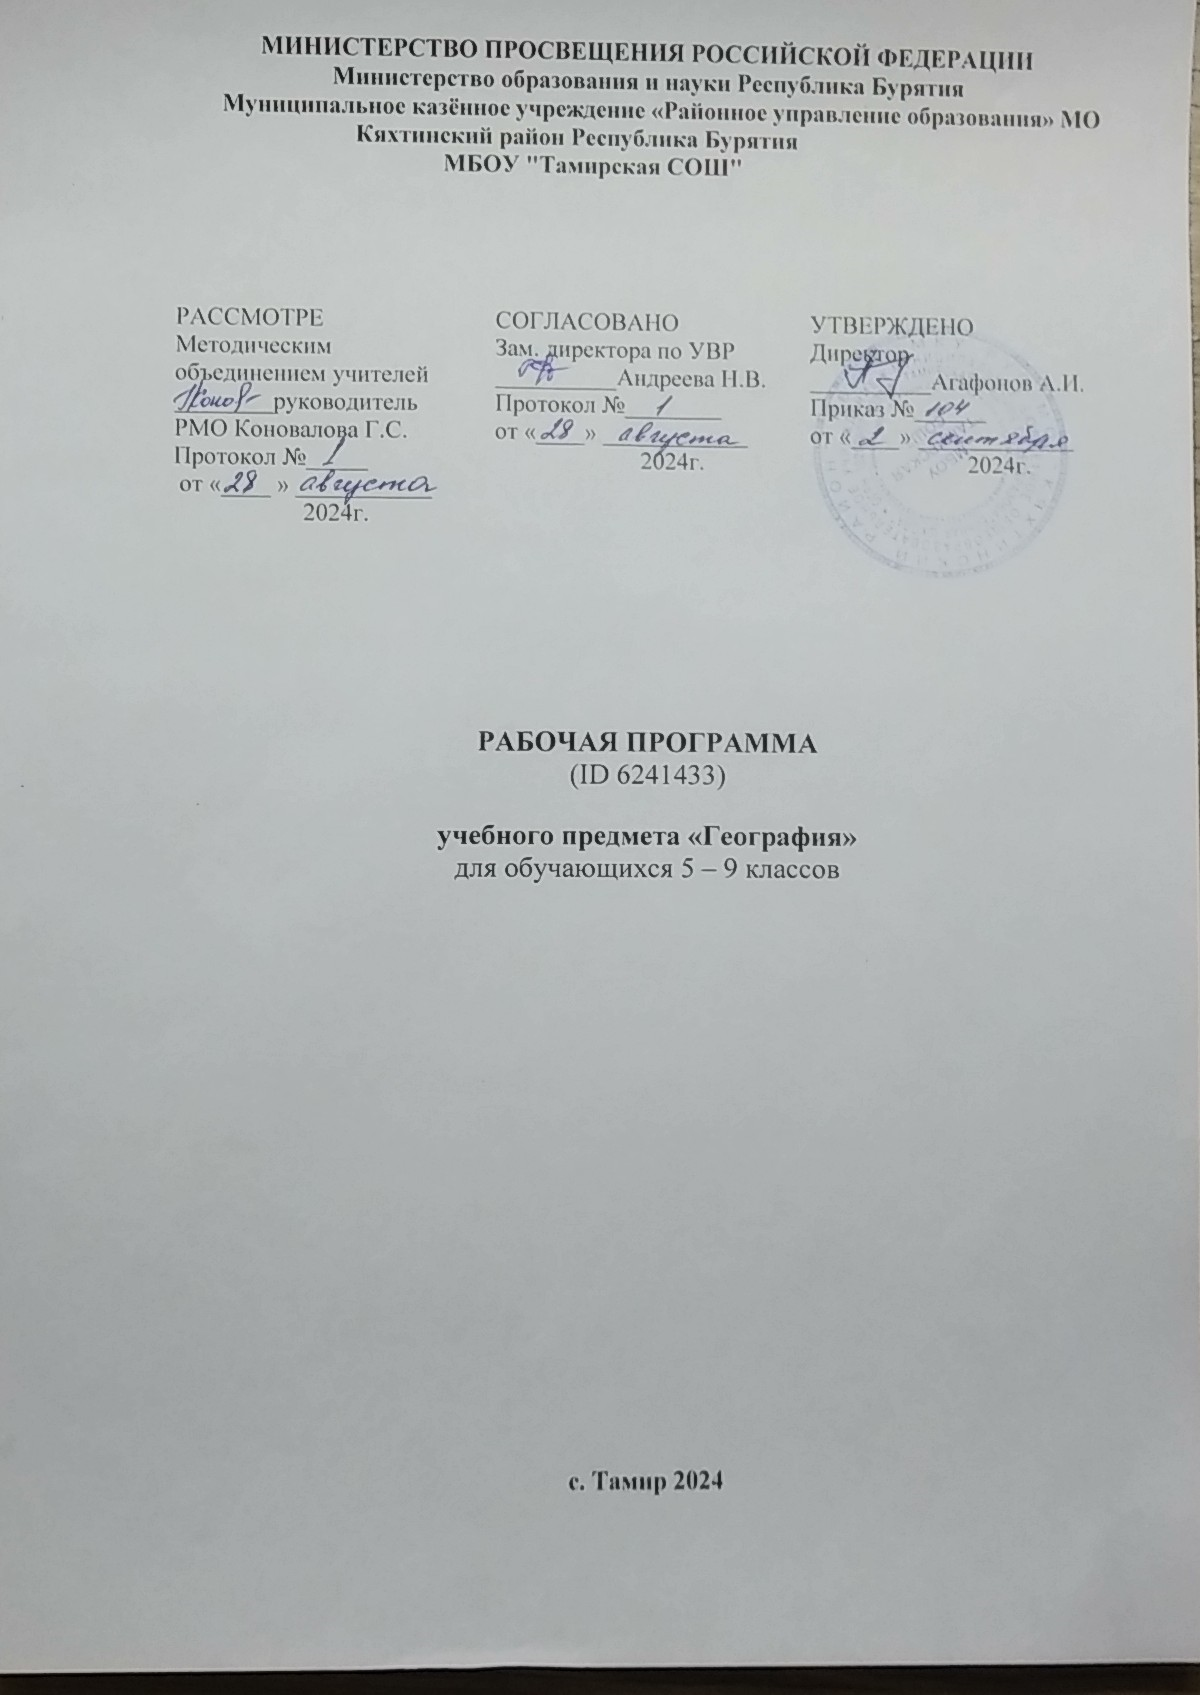 МИНИСТЕРСТВО ПРОСВЕЩЕНИЯ РОССИЙСКОЙ ФЕДЕРАЦИИ
Министерство образования и науки Республика Бурятия
Муниципальное казённое учреждение «Районное управление образования» МО
Кяхтинский район Республика Бурятия
МБОУ "Тамирская СОШ"
РАССМОТРЕ
Методическим
объединением учителей
руководитель
РМО Коновалова Г.С.
Протокол № 1
от «28 » августа
2024г.
СОГЛАСОВАНО
Зам. директора по УВР
Андреева Н.В.
Протокол № 1
от «28 » августа
2024г.
УТВЕРЖДЕНО
Директор
Агафонов А.И.
Приказ № 104
от « 2 » сентября
2024г.
РАБОЧАЯ ПРОГРАММА
(ID 6241433)
учебного предмета «География»
для обучающихся 5 – 9 классов
с. Тамир 2024